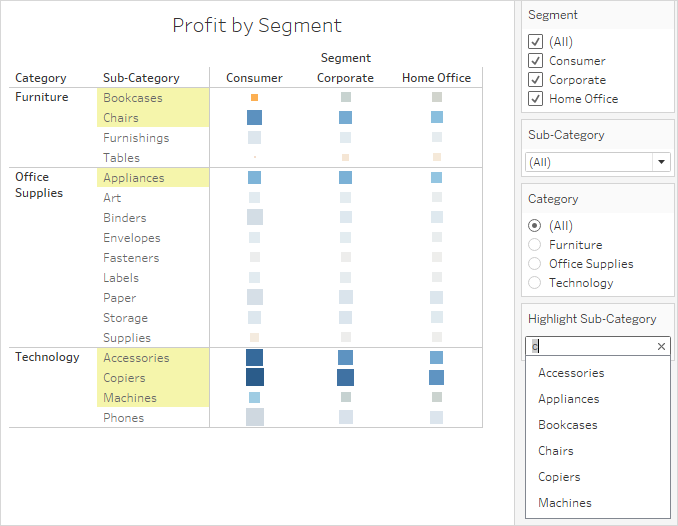 Profit by Segment
Segment
Category Sub-Category Consumer Corporate Home Office
Furniture Bookcases
Chairs
Furnishings
Tables
Office Supplies Appliances
Art
Binders
Envelopes
Fasteners
Labels
Paper
Storage
Supplies
Technology Accessories
Copiers
Machines
Phones
Segment
(All)
Consumer
Corporate
Home Office
Sub-Category
(All)
Category
(All)
Furniture
Office Supplies
Technology
Highlight Sub-Category
c
Accessories
Appliances
Bookcases
Chairs
Copiers
Machines